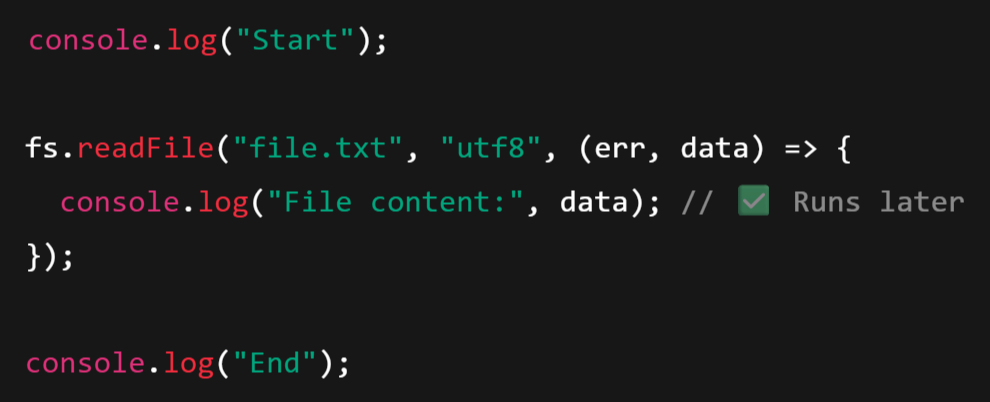 console.log("Start");
fs.readFile("file.txt", "utf8", (err, data) => {
  console.log("File content:", data); // ✅ Runs later
});
console.log("End");